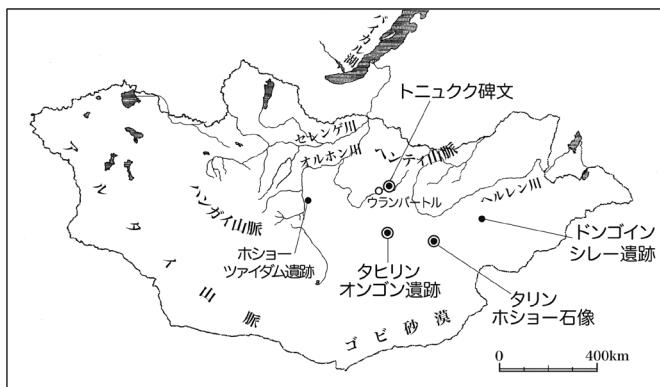 バイカル湖
トニュクク碑文
セレンゲ川
オルホン川
ヘンティ山脈
ヘルレン川
ウランバートル
アルタイ山脈
ハンガイ山脈
ホショー
ツァイダム遺跡
タヒリン
オンゴン遺跡
タリン
ホショー石像
ドンゴイン
シレー遺跡
ゴビ砂漠
0 400km